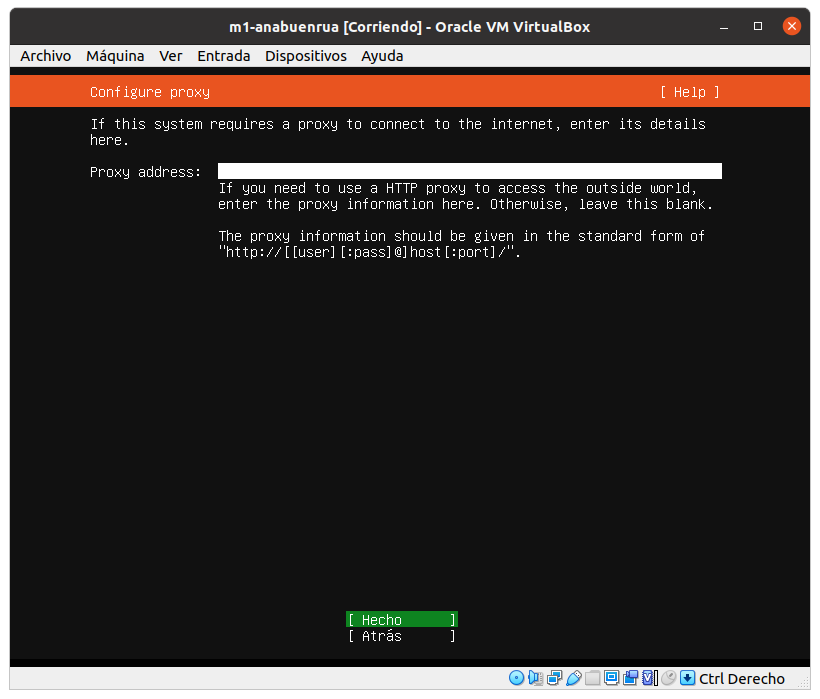 m1-anabuenrua [Corriendo] - Oracle VM VirtualBox
Archivo Máquina Ver Entrada Dispositivos Ayuda
Configure proxy [ Help ]
If this system requires a proxy to connect to the internet, enter its details
here.
Proxy address:
If you need to use a HTTP proxy to access the outside world,
enter the proxy information here. Otherwise, leave this blank.
The proxy information should be given in the standard form of
"http://[[user][:pass]@]host[:port]/".
[ Hecho ]
[ Atrás ]
Ctrl Derecho